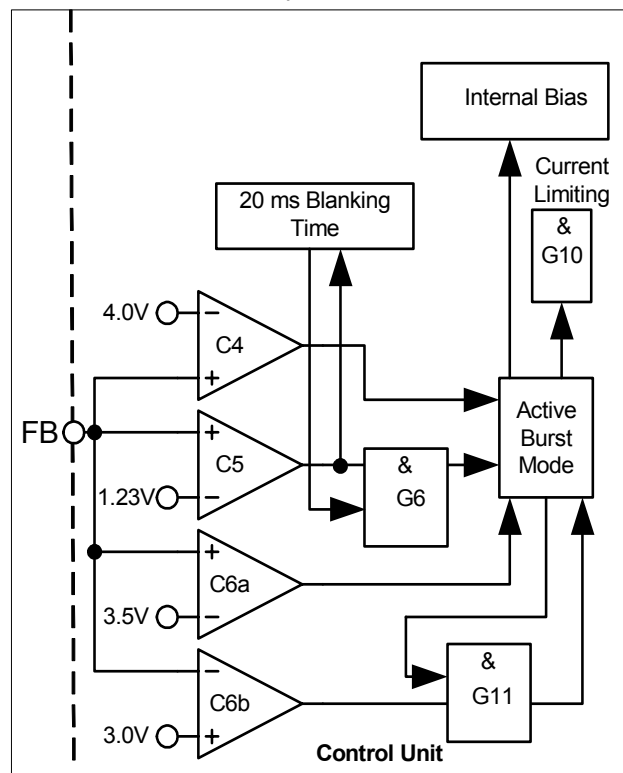 Internal Bias
Current
Limiting
20 ms Blanking
Time
&
G10
4.0V
−
C4
+
FB
+
C5
−
1.23V
&
G6
Active
Burst
Mode
+
C6a
−
3.5V
−
C6b
+
3.0V
&
G11
Control Unit